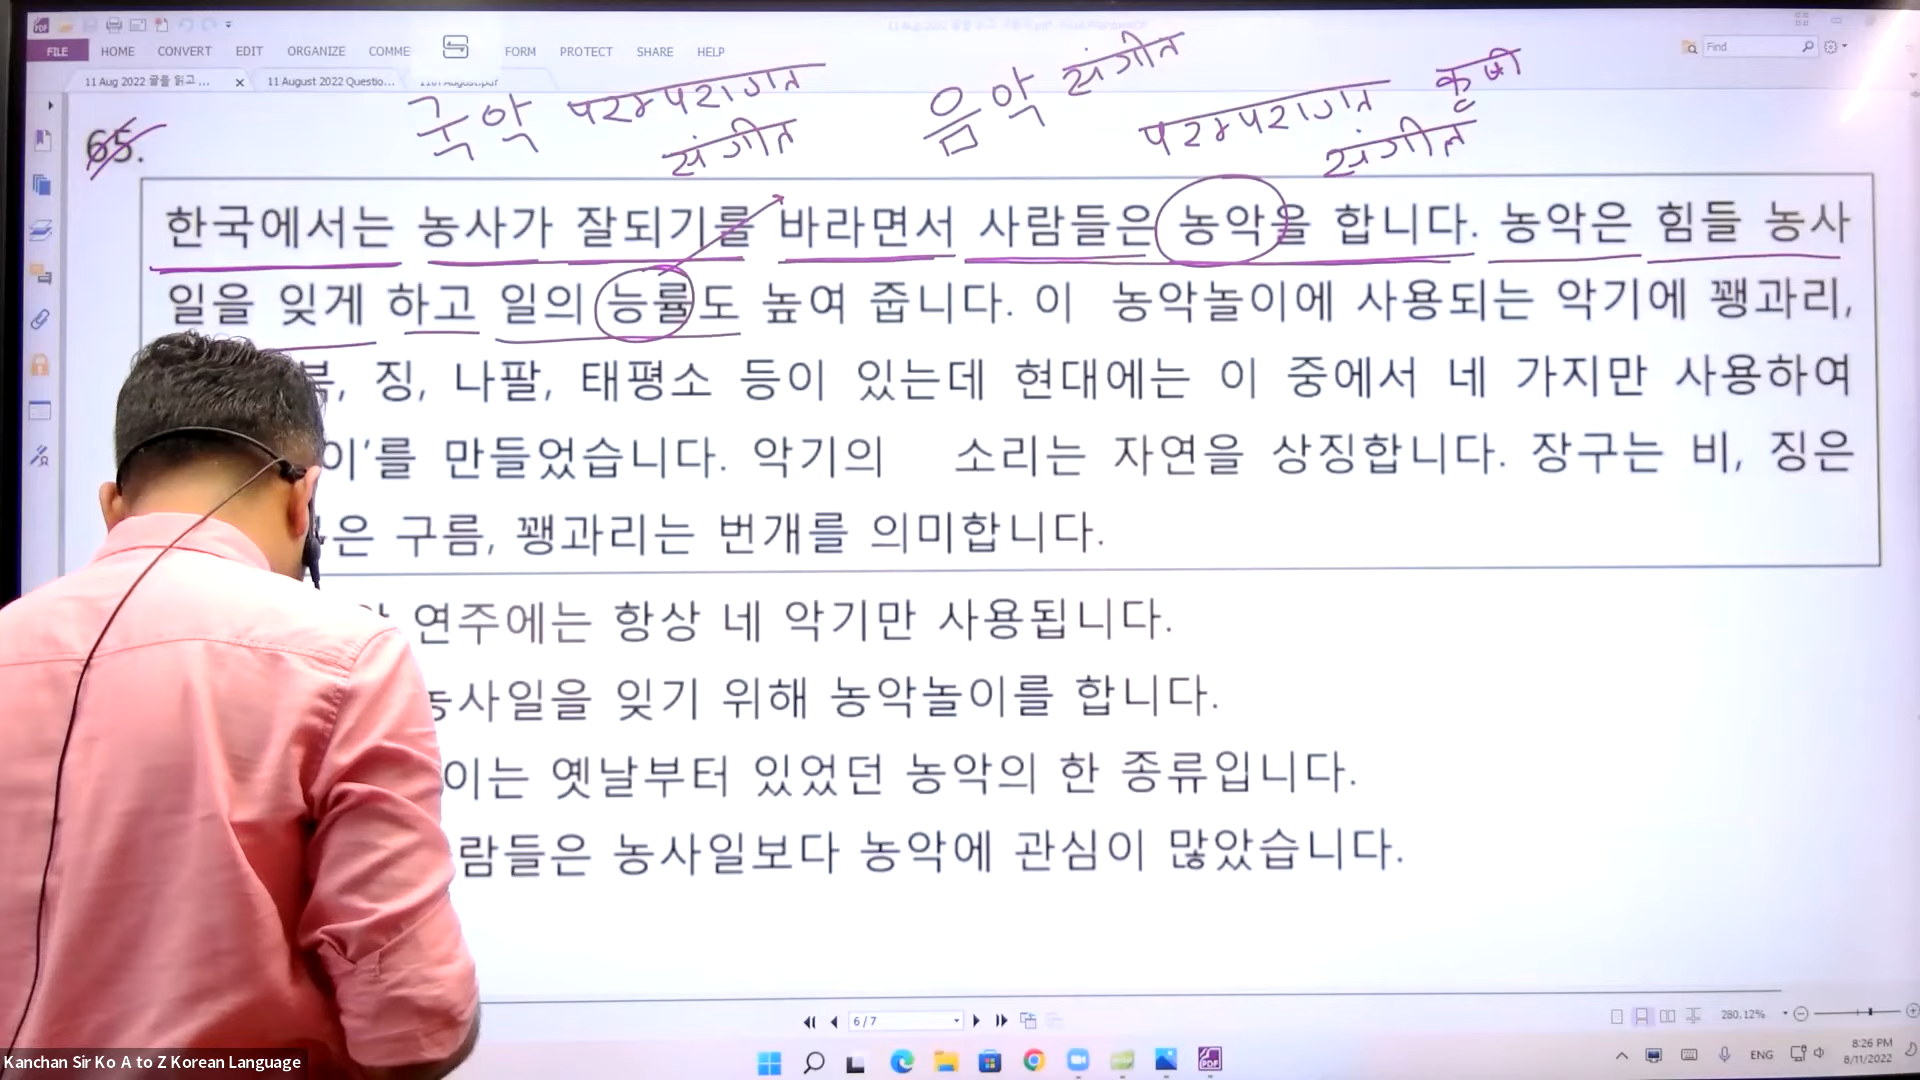 FILE HOME CONVERT EDIT ORGANIZE COMME FORM PROTECT SHARE HELP Find
11 Aug 2022 글을 읽고 ... 11 August 2022 Questio...
국악 परम्परागत संगीत 음악 संगीत परम्परागत कृषी संगीत
65.
한국에서는 농사가 잘되기를 바라면서 사람들은 농악을 합니다. 농악은 힘들 농사
일을 잊게 하고 일의 능률도 높여 줍니다. 이 농악놀이에 사용되는 악기에 꽹과리,
북, 징, 나팔, 태평소 등이 있는데 현대에는 이 중에서 네 가지만 사용하여
이'를 만들었습니다. 악기의 소리는 자연을 상징합니다. 장구는 비, 징은
은 구름, 꽹과리는 번개를 의미합니다.
연주에는 항상 네 악기만 사용됩니다.
농사일을 잊기 위해 농악놀이를 합니다.
이는 옛날부터 있었던 농악의 한 종류입니다.
람들은 농사일보다 농악에 관심이 많았습니다.
6 / 7 280.12%
Kanchan Sir Ko A to Z Korean Language
ENG 8:26 PM
8/11/2022